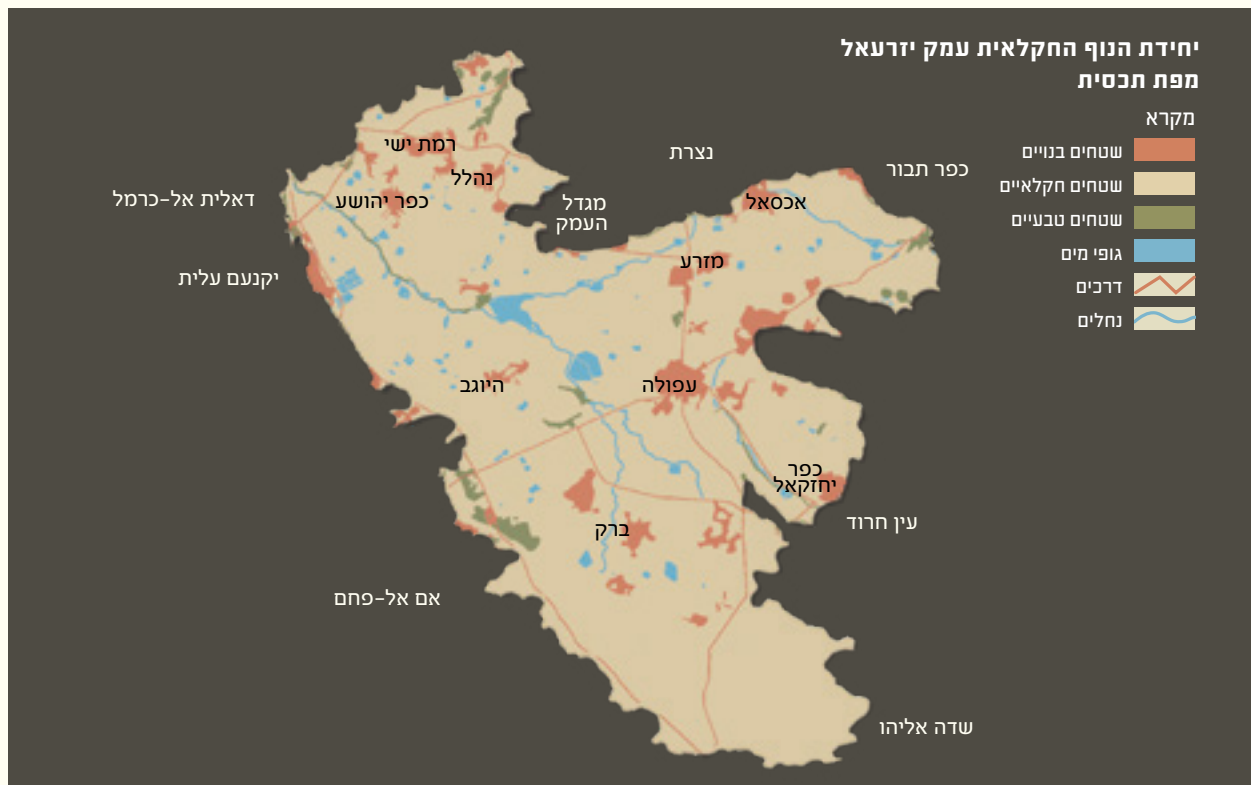 יחידת הנוף החקלאית עמק יזרעאל
מפת תכסית
מקרא
שטחים בנויים
שטחים חקלאיים
שטחים טבעיים
גופי מים
דרכים
נחלים
רמת ישי
נצרת
כפר תבור
נהלל
דאלית אל-כרמל
כפר יהושע
מגדל
העמק
אכסאל
מזרע
יקנעם עלית
היוגב
עפולה
כפר
יחזקאל
עין חרוד
ברק
אם אל-פחם
שדה אליהו